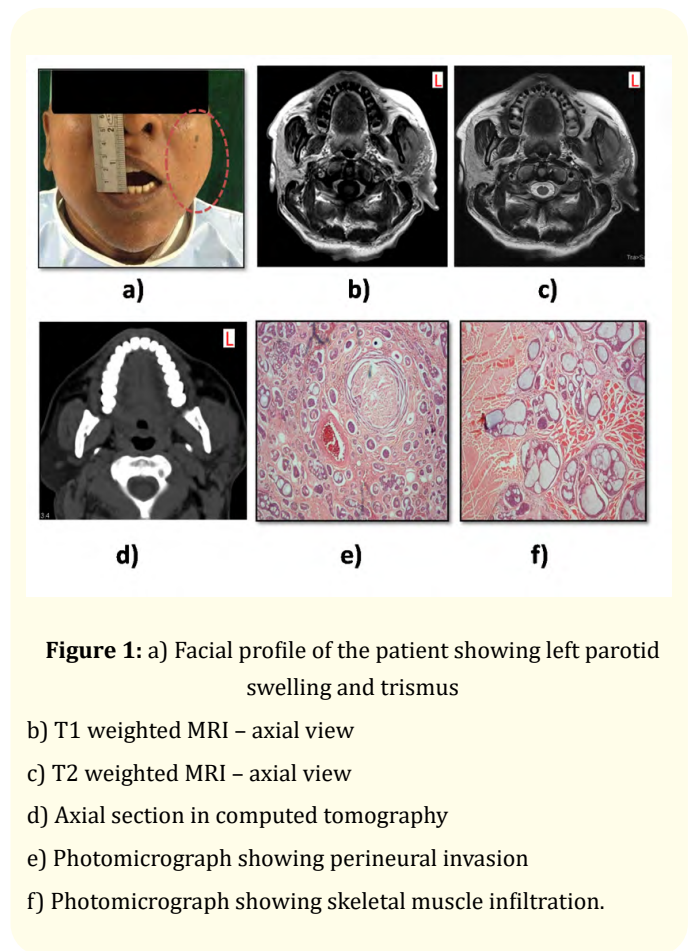 L
L
a)
b)
c)
L
d)
e)
f)
Figure 1: a) Facial profile of the patient showing left parotid
swelling and trismus
b) T1 weighted MRI – axial view
c) T2 weighted MRI – axial view
d) Axial section in computed tomography
e) Photomicrograph showing perineural invasion
f) Photomicrograph showing skeletal muscle infiltration.